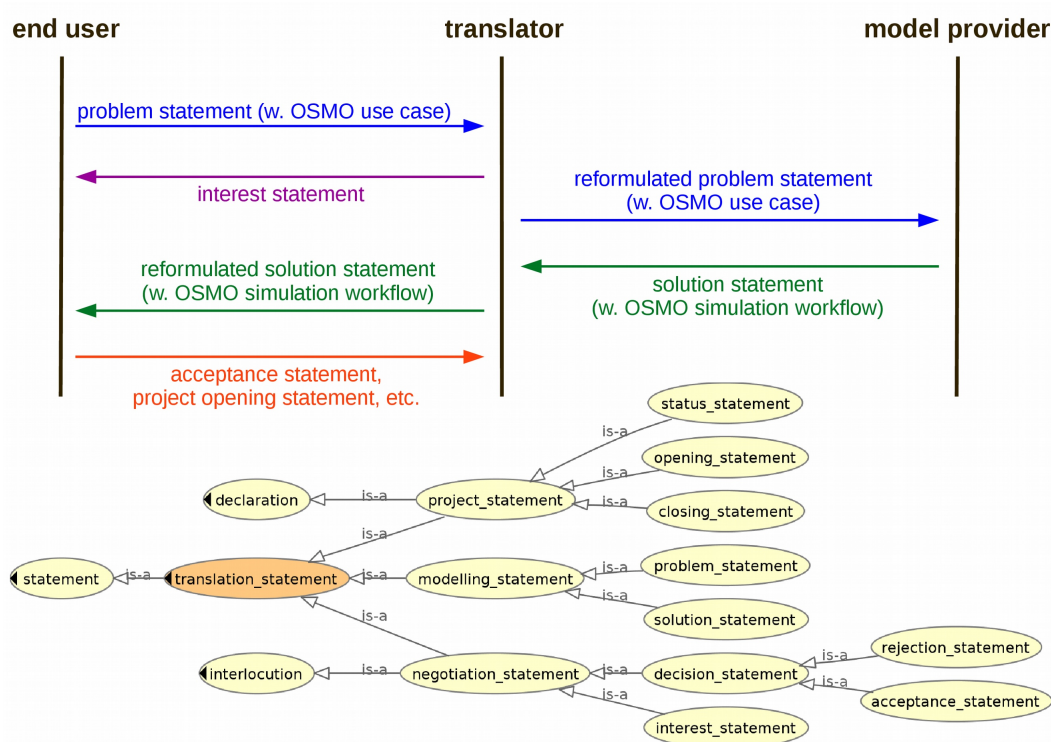 end user
translator
model provider
problem statement (w. OSMO use case)
interest statement
reformulated problem statement
(w. OSMO use case)
reformulated solution statement
(w. OSMO simulation workflow)
solution statement
(w. OSMO simulation workflow)
acceptance statement,
project opening statement, etc.
status_statement
is-a
opening_statement
is-a
declaration
is-a
project_statement
is-a
closing_statement
is-a
statement
is-a
translation_statement
is-a
modelling_statement
is-a
problem_statement
is-a
solution_statement
is-a
interlocution
is-a
negotiation_statement
is-a
decision_statement
is-a
rejection_statement
is-a
acceptance_statement
is-a
interest_statement